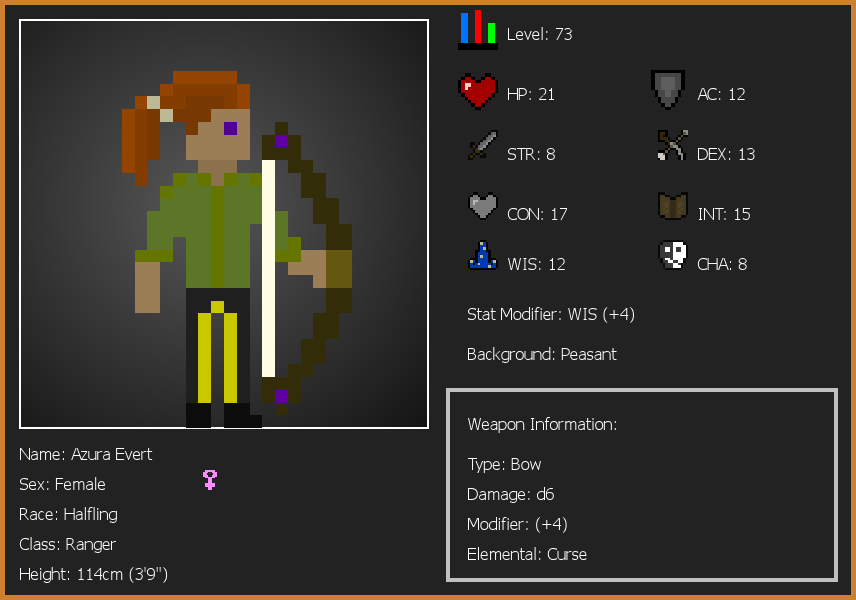 Level: 73
HP: 21
AC: 12
STR: 8
DEX: 13
CON: 17
INT: 15
WIS: 12
CHA: 8
Stat Modifier: WIS (+4)
Background: Peasant
Weapon Information:
Type: Bow
Damage: d6
Modifier: (+4)
Elemental: Curse
Name: Azura Evert
Sex: Female
Race: Halfling
Class: Ranger
Height: 114cm (3'9")